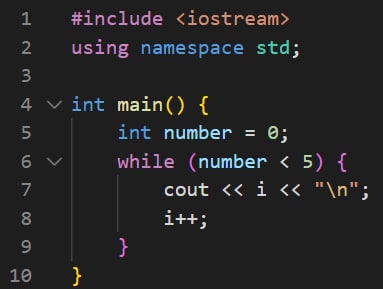 1 #include <iostream>
2 using namespace std;
3
4 int main() {
5     int number = 0;
6     while (number < 5) {
7         cout << i << "\n";
8         i++;
9     }
10 }